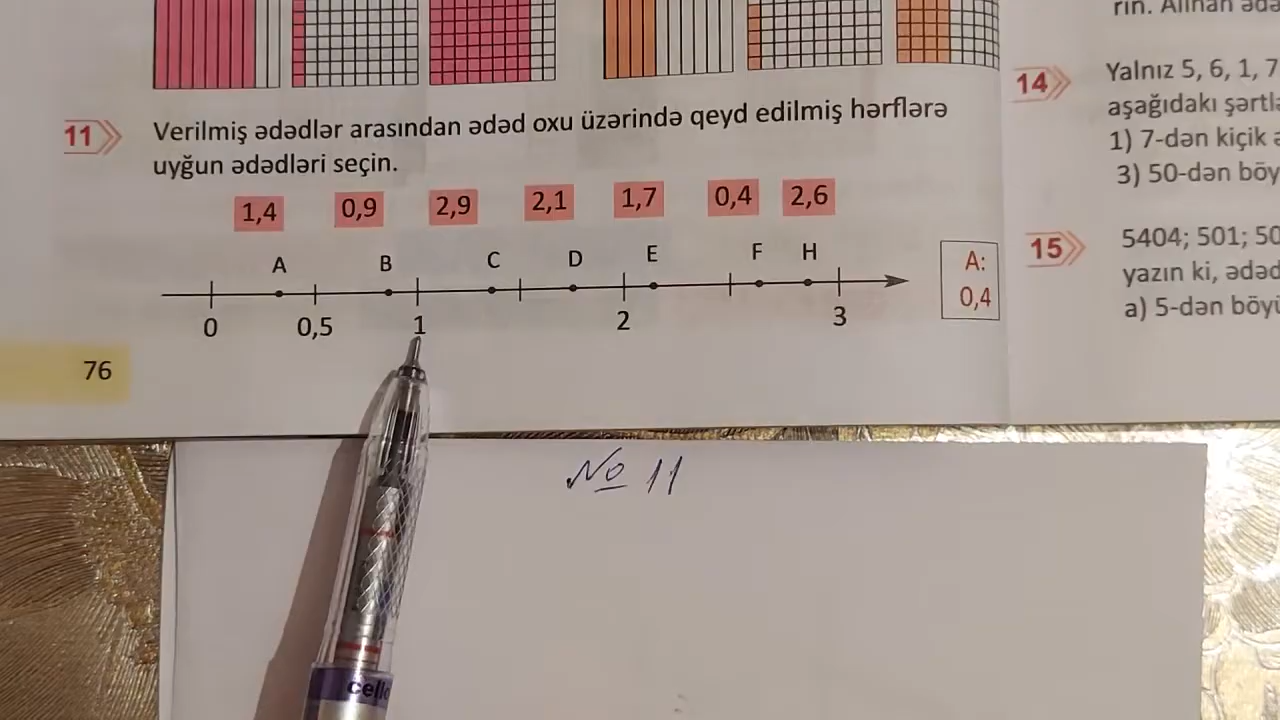 rın. Alınan əda
11 Verilmiş ədədlər arasından ədəd oxu üzərində qeyd edilmiş hərflərə
uyğun ədədləri seçin.
1,4 0,9 2,9 2,1 1,7 0,4 2,6
A B C D E F H
0 0,5 1 2 3
A:
0,4
76
14 Yalnız 5, 6, 1, 7
aşağıdakı şərtlə
1) 7-dən kiçik
3) 50-dən böy
15 5404; 501; 50
yazın ki, ədəd
a) 5-dən böyü
№ 11
cello